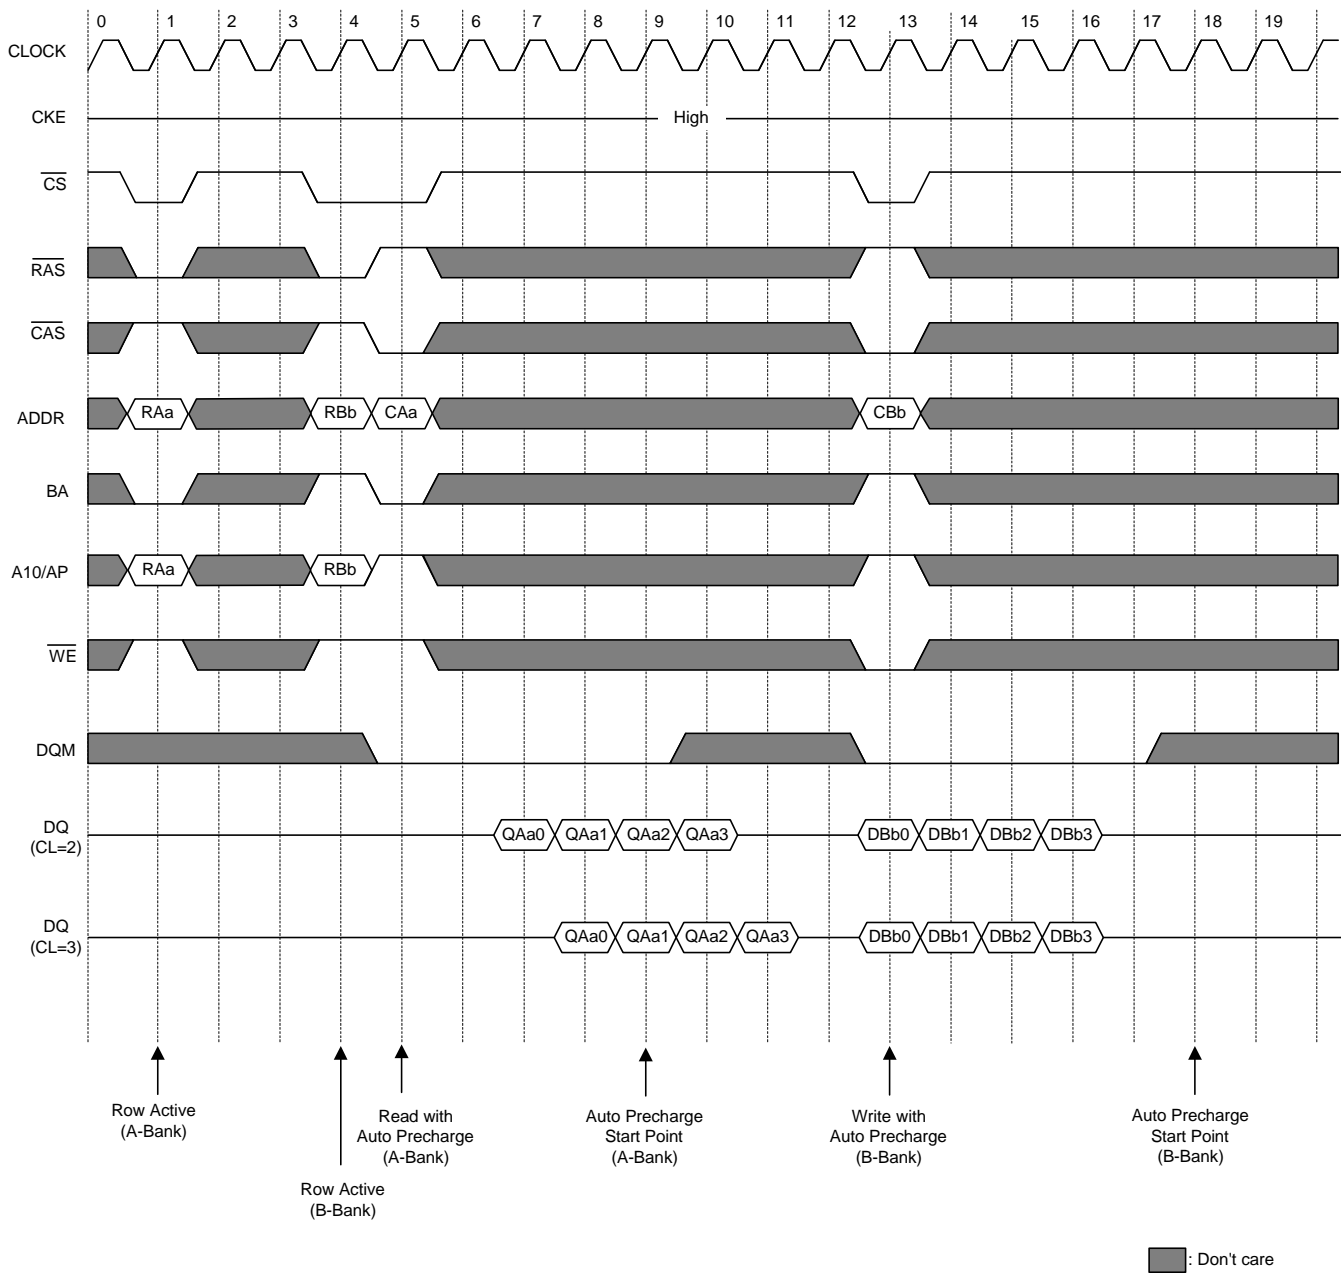 0 1 2 3 4 5 6 7 8 9 10 11 12 13 14 15 16 17 18 19
CLOCK
CKE
High
CS
RAS
CAS
ADDR
RAa RBb CAa CBb
BA
A10/AP
RAa RBb
WE
DQM
DQ
(CL=2)
QAa0 QAa1 QAa2 QAa3 DBb0 DBb1 DBb2 DBb3
DQ
(CL=3)
QAa0 QAa1 QAa2 QAa3 DBb0 DBb1 DBb2 DBb3
Row Active
(A-Bank)
Row Active
(B-Bank)
Read with
Auto Precharge
(A-Bank)
Auto Precharge
Start Point
(A-Bank)
Write with
Auto Precharge
(B-Bank)
Auto Precharge
Start Point
(B-Bank)
: Don't care